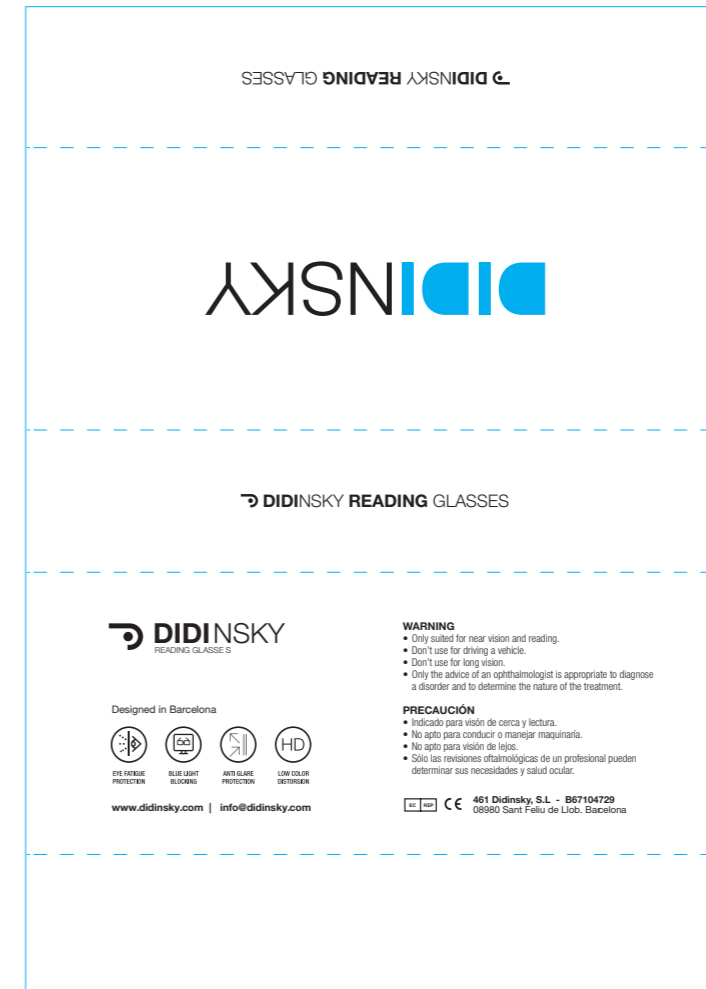 DIDINSKY READING GLASSES
DIDINSKY
DIDINSKY READING GLASSES
DIDINSKY
READING GLASSE S
Designed in Barcelona
EYE FATIGUE
PROTECTION
BLUE LIGHT
BLOCKING
ANTI GLARE
PROTECTION
HD
LOW COLOR
DISTORSION
www.didinsky.com | info@didinsky.com
WARNING
• Only suited for near vision and reading.
• Don't use for driving a vehicle.
• Don't use for long vision.
• Only the advice of an ophthalmologist is appropriate to diagnose
a disorder and to determine the nature of the treatment.
PRECAUCIÓN
• Indicado para visón de cerca y lectura.
• No apto para conducir o manejar maquinaría.
• No apto para visión de lejos.
• Sólo las revisiones oftalmológicas de un profesional pueden
determinar sus necesidades y salud ocular.
EC REP CE 461 Didinsky, S.L - B67104729
08980 Sant Feliu de Llob. Barcelona